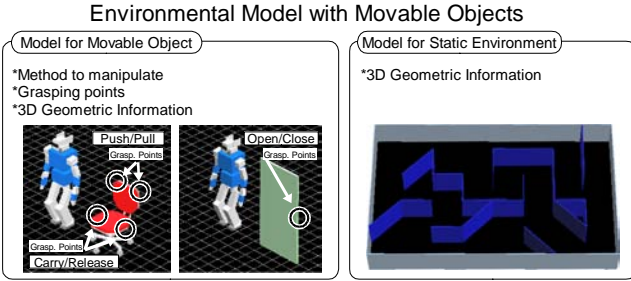 Environmental Model with Movable Objects
Model for Movable Object
*Method to manipulate
*Grasping points
*3D Geometric Information
Push/Pull
Grasp. Points
Grasp. Points
Carry/Release
Open/Close
Grasp. Points
Model for Static Environment
*3D Geometric Information